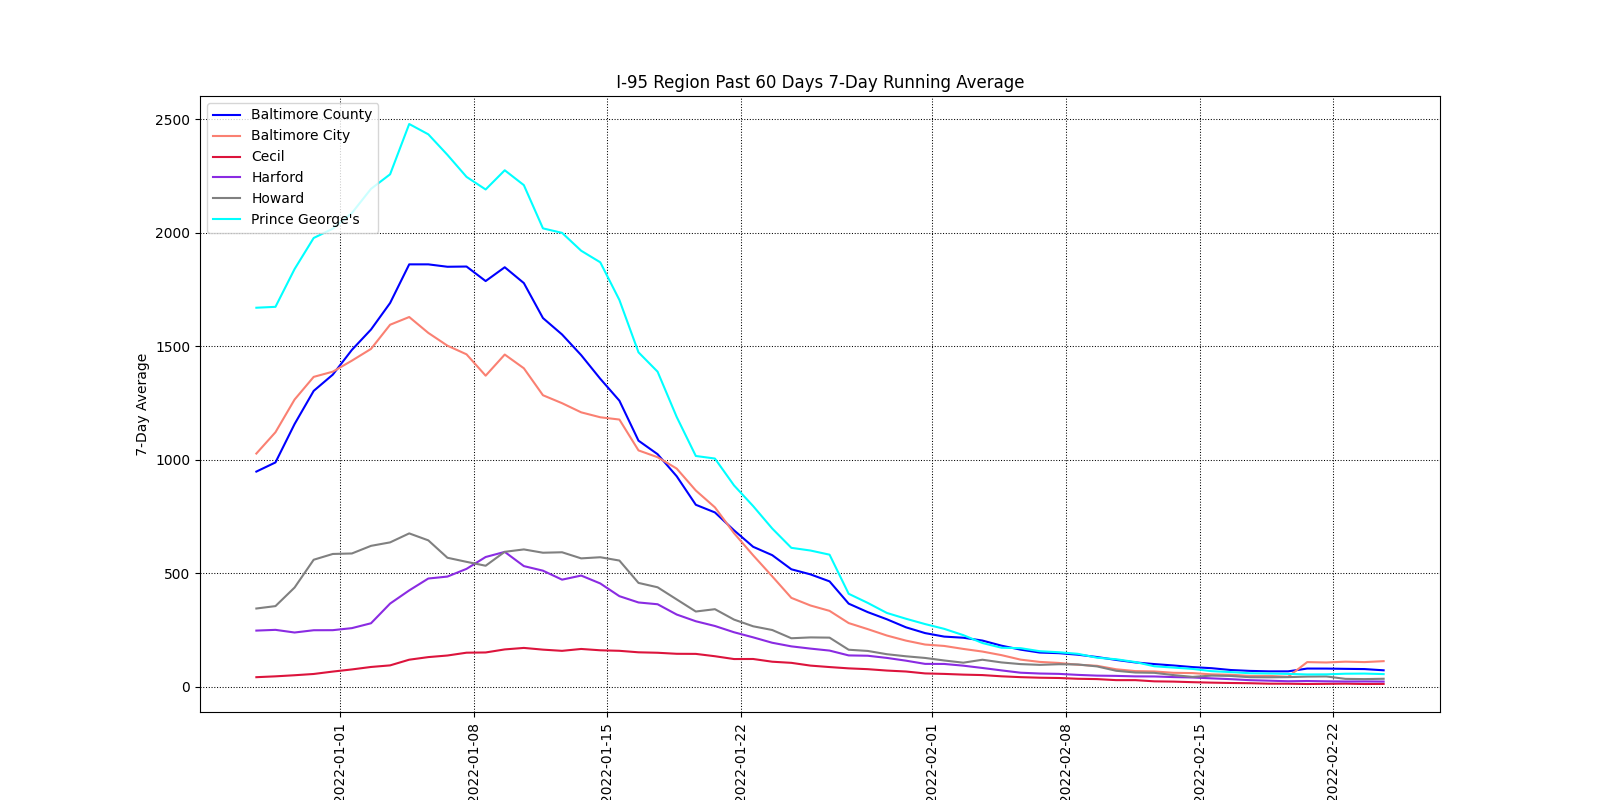 I-95 Region Past 60 Days 7-Day Running Average
Baltimore County
Baltimore City
Cecil
Harford
Howard
Prince George's
2500
2000
1500
1000
500
0
7-Day Average
2022-01-01
2022-01-08
2022-01-15
2022-01-22
2022-02-01
2022-02-08
2022-02-15
2022-02-22